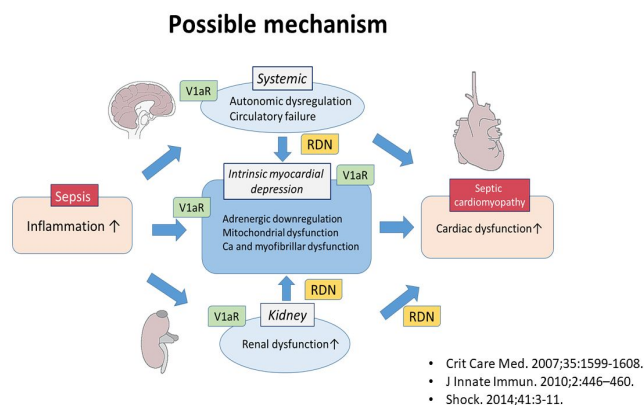 Possible mechanism
V1aR
Systemic
Autonomic dysregulation
Circulatory failure
RDN
Intrinsic myocardial
depression
V1aR
V1aR
Adrenergic downregulation
Mitochondrial dysfunction
Ca and myofibrillar dysfunction
Sepsis
Inflammation ↑
Septic
cardiomyopathy
Cardiac dysfunction↑
RDN
V1aR
Kidney
Renal dysfunction↑
RDN
• Crit Care Med. 2007;35:1599-1608.
• J Innate Immun. 2010;2:446–460.
• Shock. 2014;41:3-11.